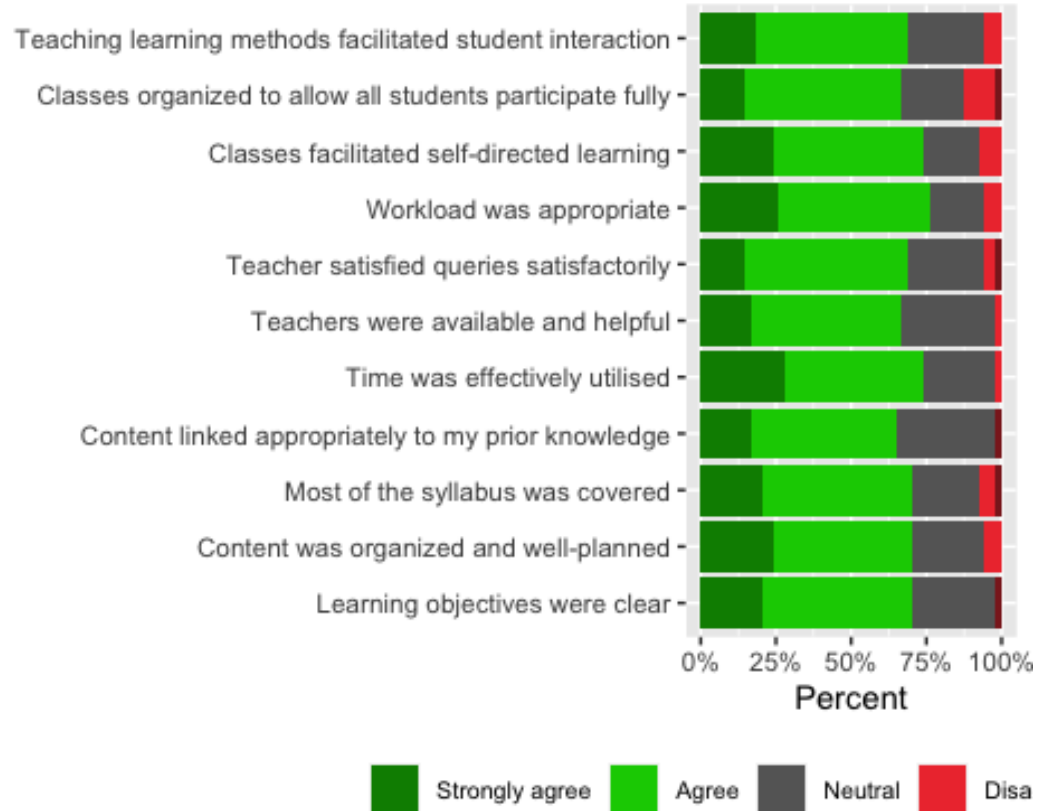 Teaching learning methods facilitated student interaction
Classes organized to allow all students participate fully
Classes facilitated self-directed learning
Workload was appropriate
Teacher satisfied queries satisfactorily
Teachers were available and helpful
Time was effectively utilised
Content linked appropriately to my prior knowledge
Most of the syllabus was covered
Content was organized and well-planned
Learning objectives were clear
0% 25% 50% 75% 100%
Percent
Strongly agree Agree Neutral Disa